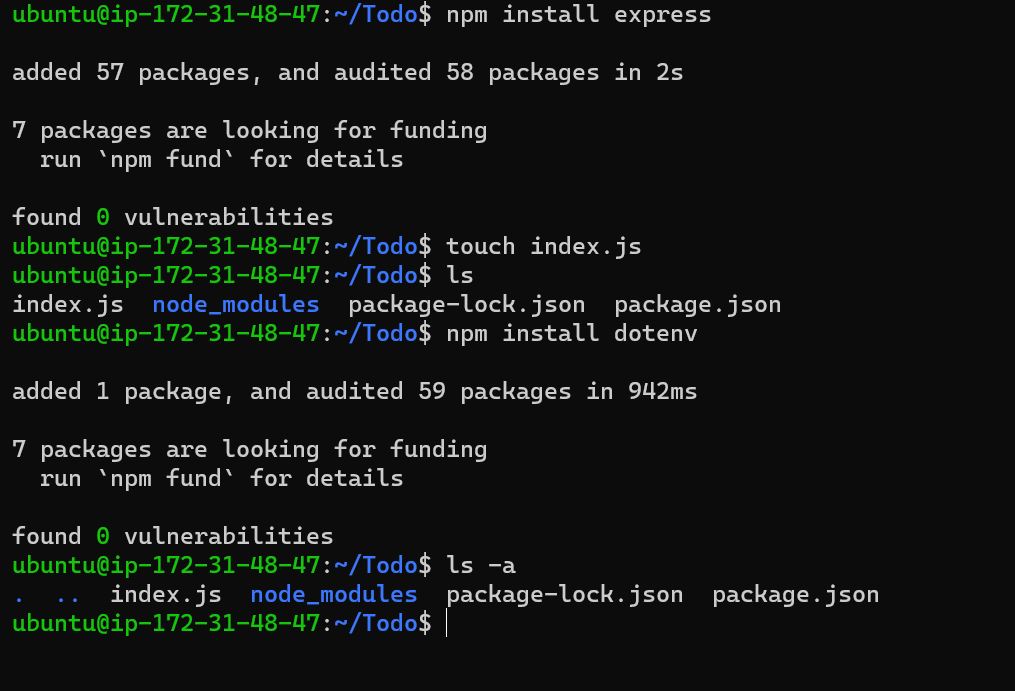 ubuntu@ip-172-31-48-47:~/Todo$ npm install express
added 57 packages, and audited 58 packages in 2s
7 packages are looking for funding
  run `npm fund` for details
found 0 vulnerabilities
ubuntu@ip-172-31-48-47:~/Todo$ touch index.js
ubuntu@ip-172-31-48-47:~/Todo$ ls
index.js  node_modules  package-lock.json  package.json
ubuntu@ip-172-31-48-47:~/Todo$ npm install dotenv
added 1 package, and audited 59 packages in 942ms
7 packages are looking for funding
  run `npm fund` for details
found 0 vulnerabilities
ubuntu@ip-172-31-48-47:~/Todo$ ls -a
.  ..  index.js  node_modules  package-lock.json  package.json
ubuntu@ip-172-31-48-47:~/Todo$